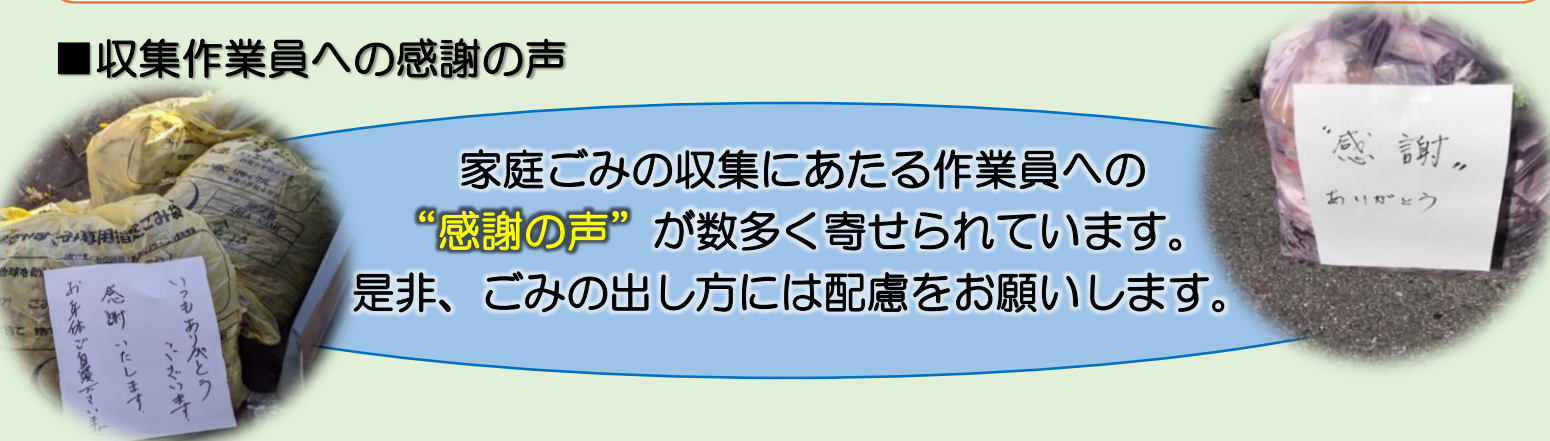 ■収集作業員への感謝の声
家庭ごみの収集にあたる作業員への
“感謝の声”が数多く寄せられています。
是非、ごみの出し方には配慮をお願いします。
“感謝”
ありがとう
いつもありがとう
ございます
感謝いたします
お身体ご自愛下さいませ